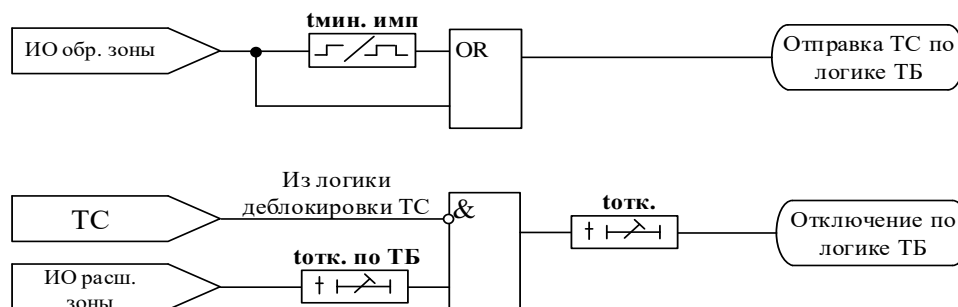 tмин. имп
ИО обр. зоны
OR
Отправка ТС по
логике ТБ
Из логики
деблокировки ТС
ТС
&
tотк.
Отключение по
логике ТБ
tотк. по ТБ
ИО расш.
зоны